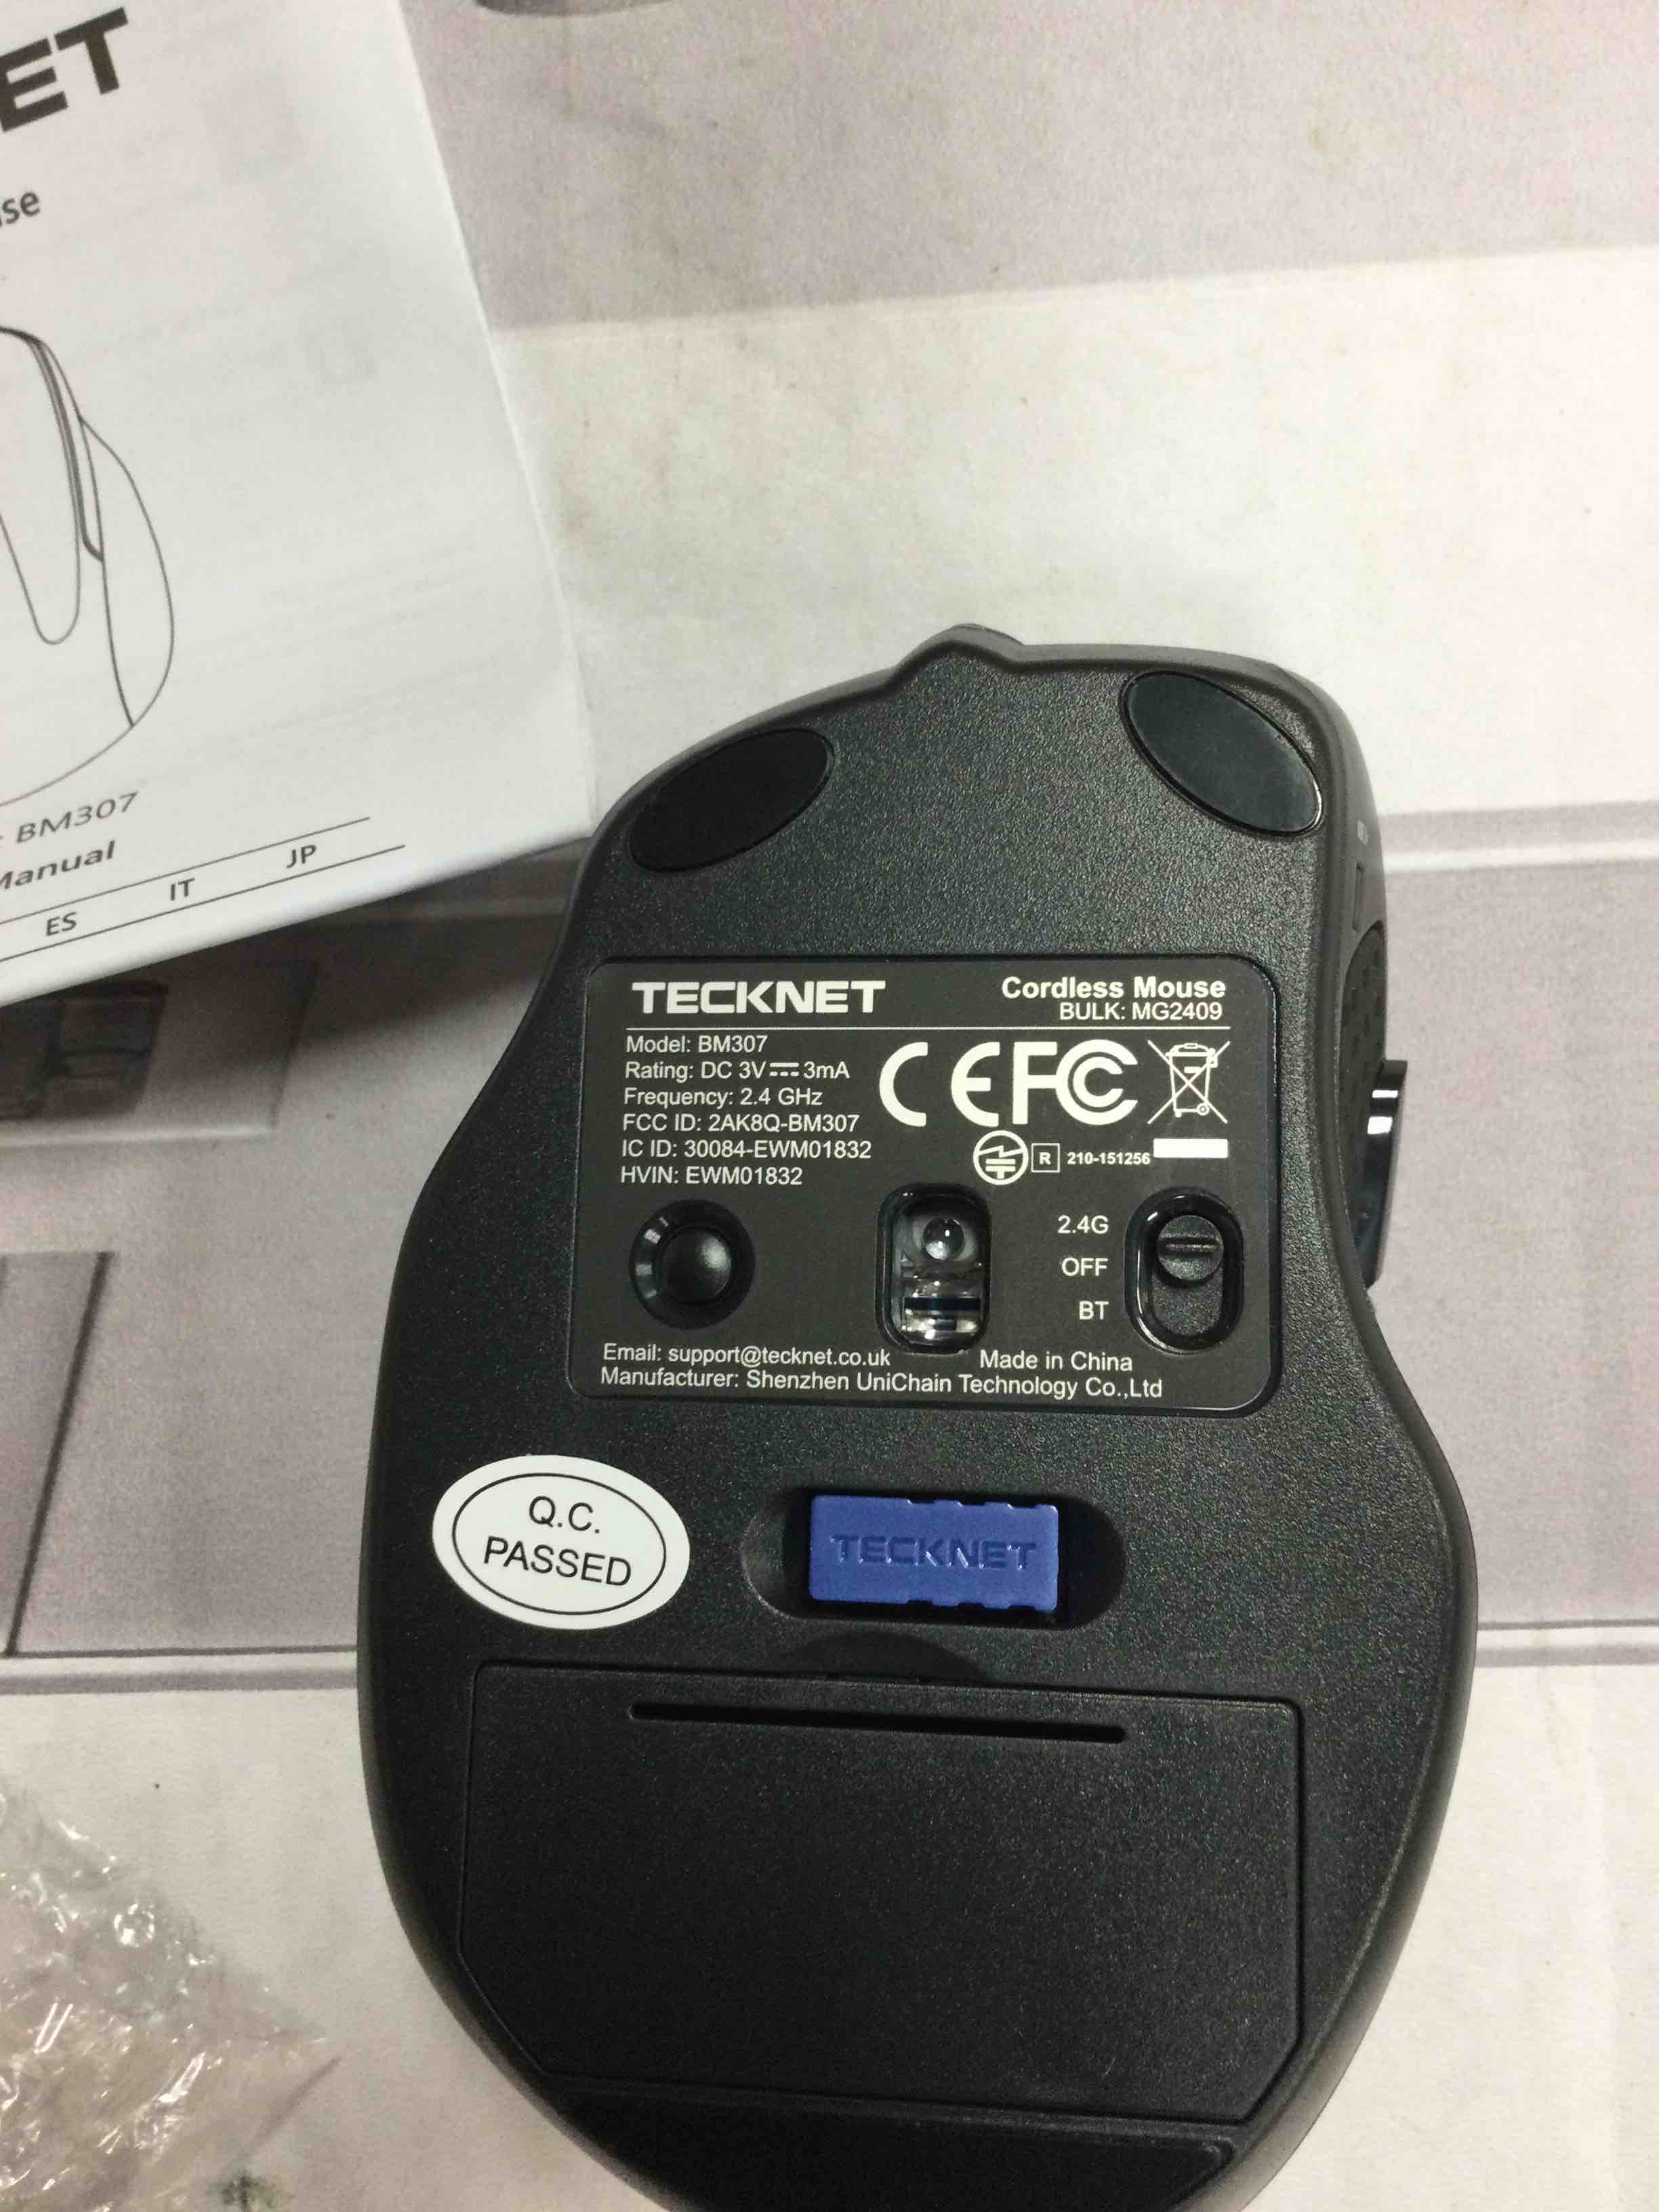 ET
se
: BM307
Manual
ES IT JP
TECKNET
Cordless Mouse
BULK: MG2409
Model: BM307
Rating: DC 3V 3mA
Frequency: 2.4 GHz
FCC ID: 2AK8Q-BM307
IC ID: 30084-EWM01832
HVIN: EWM01832
CE FC
R 210-151256
2.4G
OFF
BT
Email: support@tecknet.co.uk Made in China
Manufacturer: Shenzhen UniChain Technology Co.,Ltd
Q.C.
PASSED
TECKNET